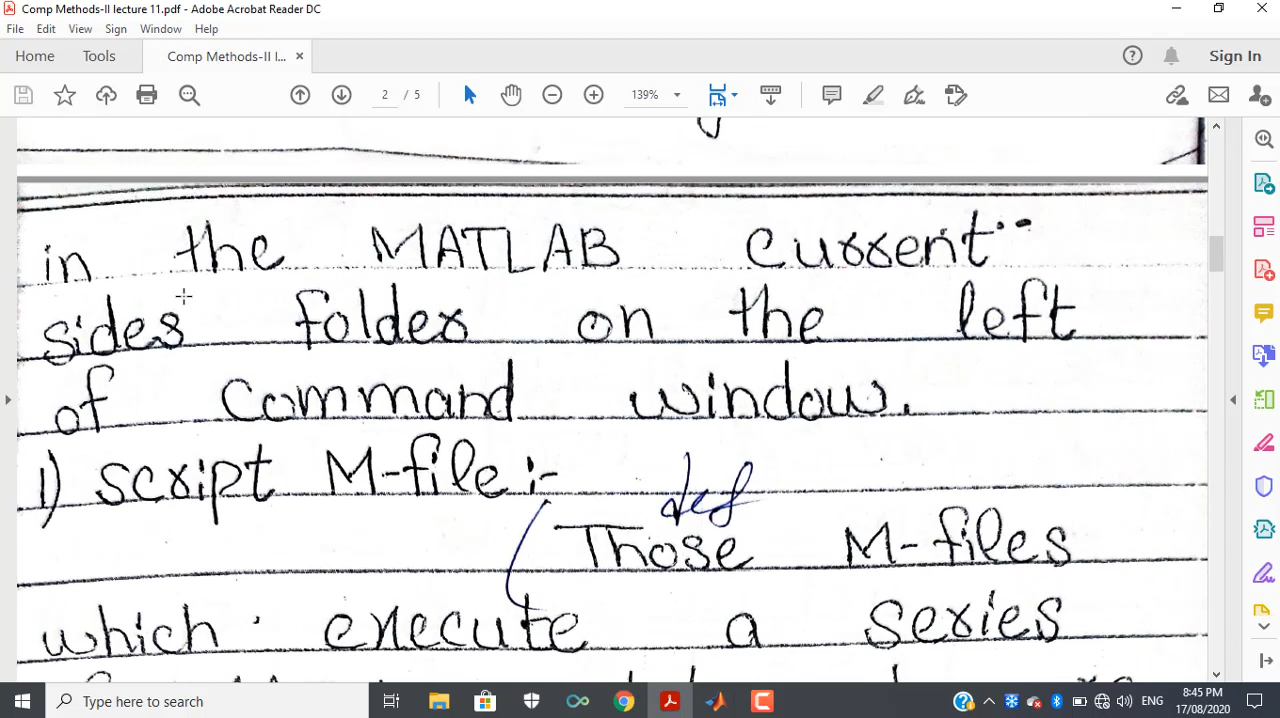 Comp Methods-II lecture 11.pdf - Adobe Acrobat Reader DC
File Edit View Sign Window Help
Home Tools Comp Methods-II l... × Sign In
2 / 5 139%
in the MATLAB current
sides folder on the left
of command window.
1) script M-file :-
def
Those M-files
which execute a series
Type here to search
ENG
8:45 PM
17/08/2020